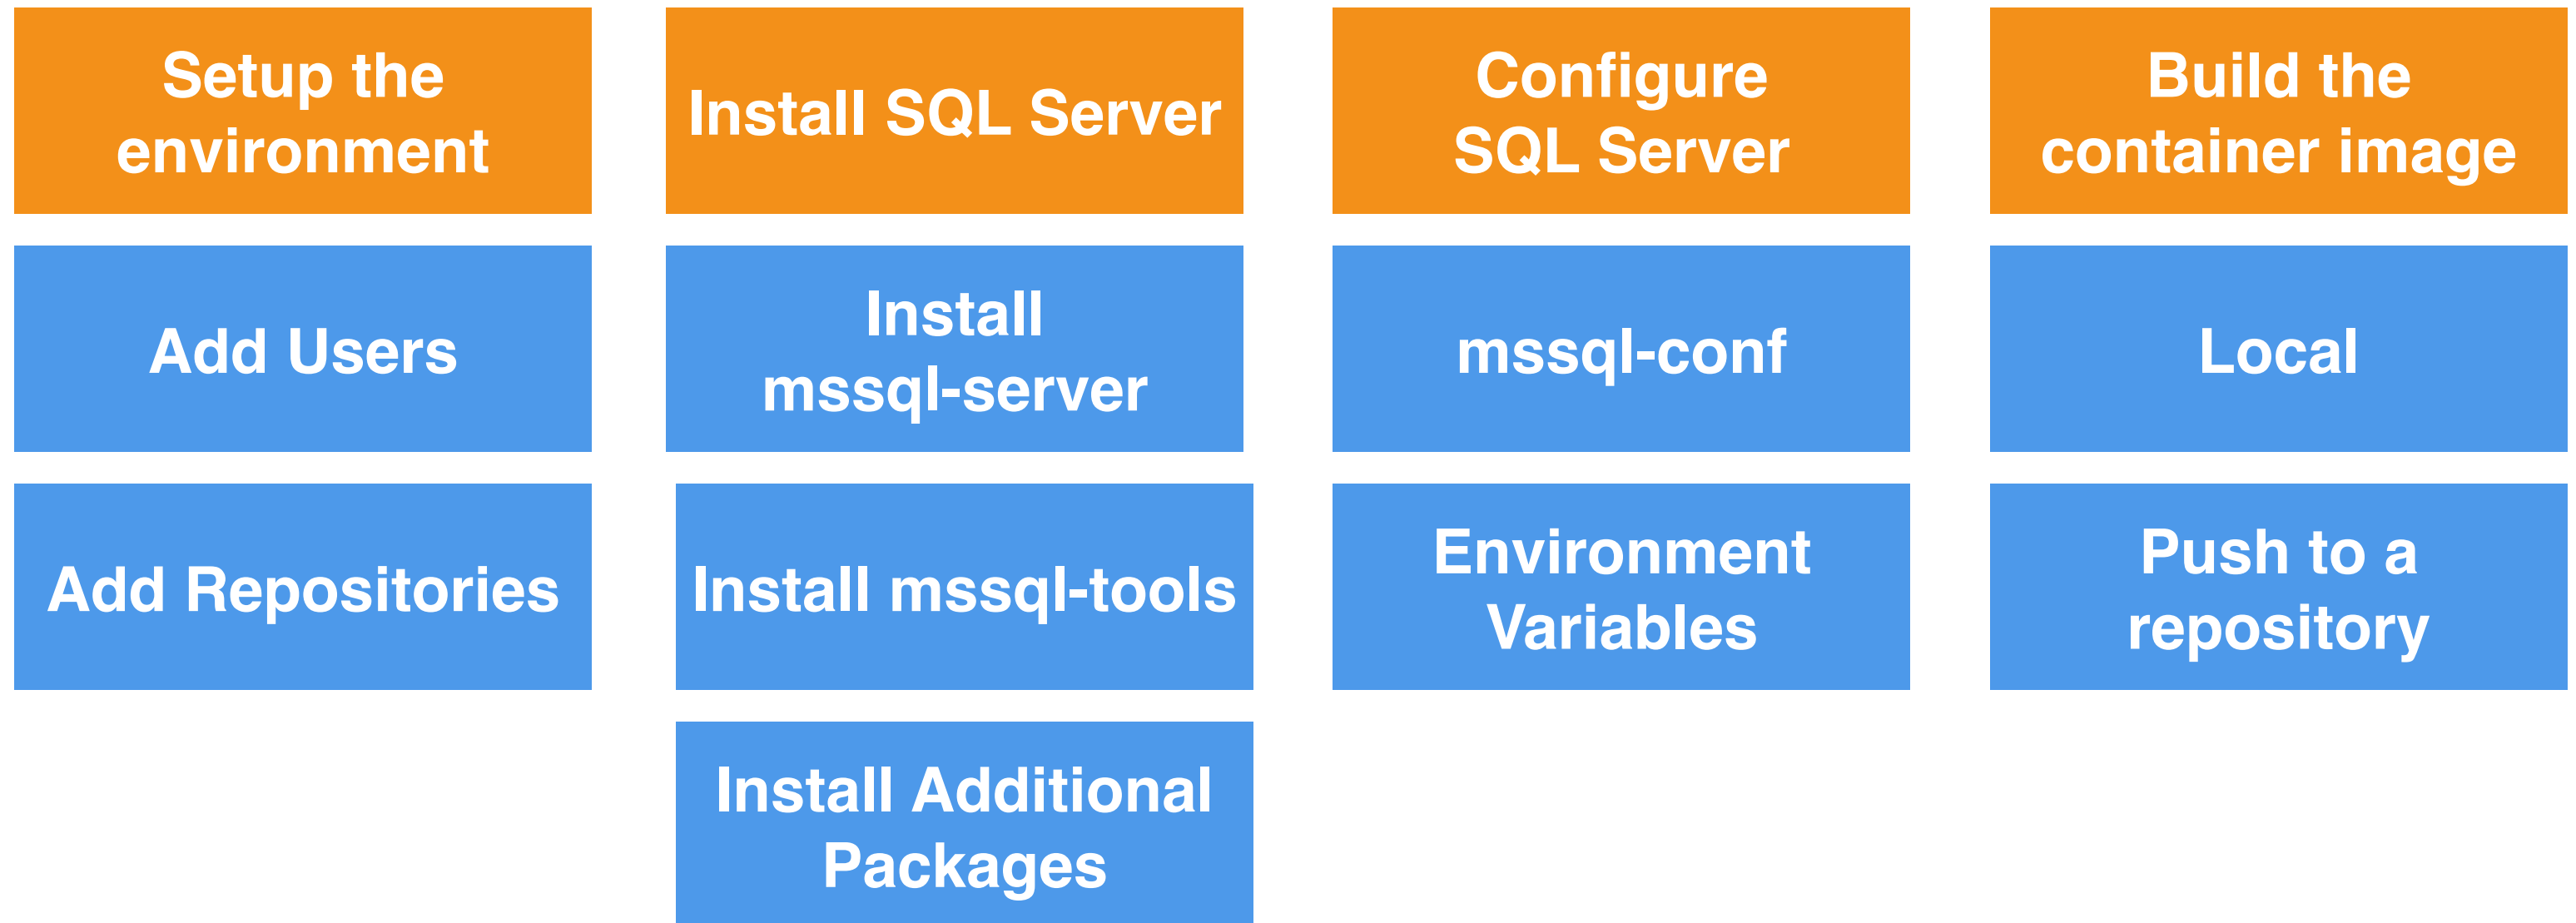 Setup the
environment
Add Users
Add Repositories
Install SQL Server
Install
mssql-server
Install mssql-tools
Install Additional
Packages
Configure
SQL Server
mssql-conf
Environment
Variables
Build the
container image
Local
Push to a
repository